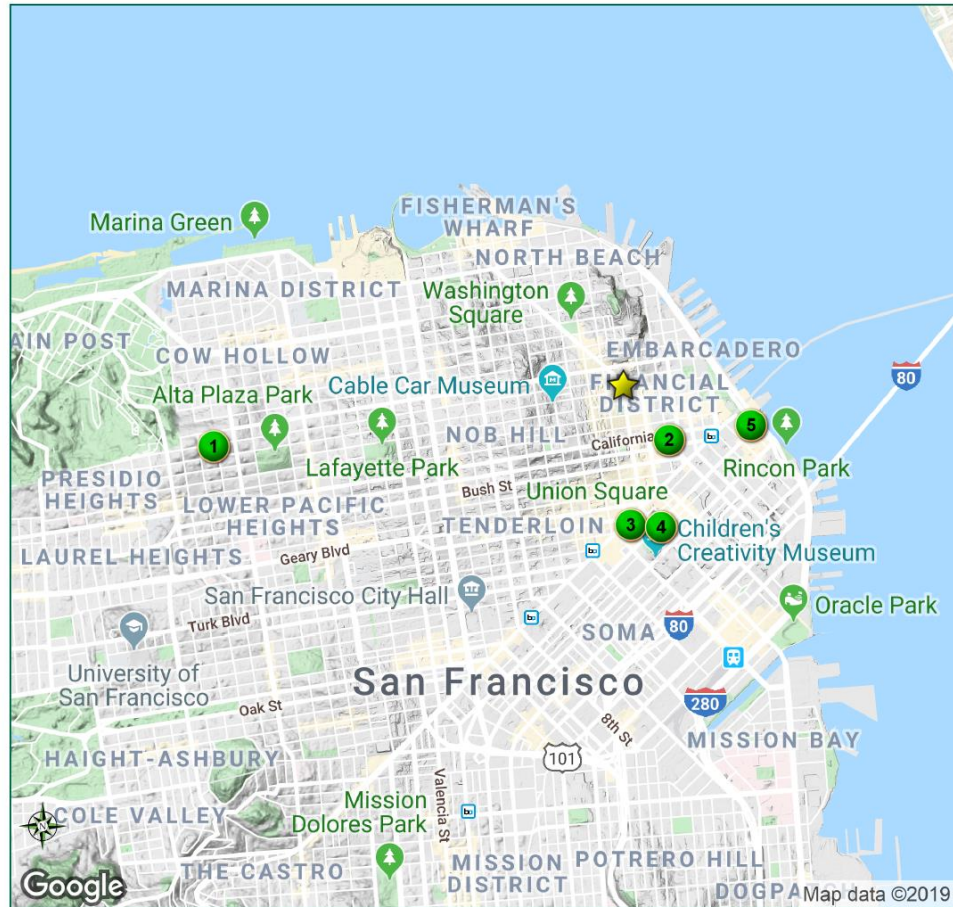 FISHERMAN'S
WHARF
Marina Green
NORTH BEACH
MARINA DISTRICT
Washington
Square
AIN POST
COW HOLLOW
EMBARCADERO
80
Alta Plaza Park
Cable Car Museum
FINANCIAL
DISTRICT
1
Lafayette Park
NOB HILL
California
2
5
PRESIDIO
HEIGHTS
LOWER PACIFIC
HEIGHTS
Bush St
Union Square
Rincon Park
TENDERLOIN
3
4
Children's
Creativity Museum
LAUREL HEIGHTS
Geary Blvd
San Francisco City Hall
Oracle Park
Turk Blvd
SOMA
80
University of
San Francisco
San Francisco
Oak St
280
8th St
MISSION BAY
HAIGHT-ASHBURY
101
COLE VALLEY
Mission
Dolores Park
Valencia St
N
THE CASTRO
MISSION
DISTRICT
POTRERO HILL
DOGPA
Google
Map data ©2019